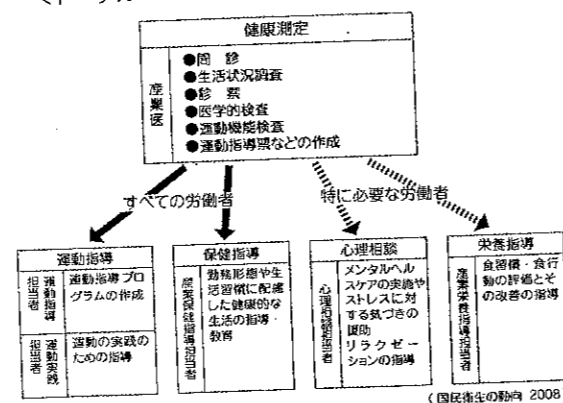 健康測定
産業医
●問 診
●生活状況調査
●診 察
●医学的検査
●運動機能検査
●運動指導票などの作成
すべての労働者
特に必要な労働者
運動指導
運動指導担当者
運動指導プロ
グラムの作成
運動実践担当者
運動の実践のた
めの指導
保健指導
産業保健指導担当者
勤務形態や生
活習慣に配慮
した健康的な
生活の指導・
教育
心理相談
心理相談担当者
メンタルヘル
スケアの実施や
ストレスに対
する気づきの
援助
リラクゼー
ションの指導
栄養指導
産業栄養指導担当者
食習慣・食行
動の評価とそ
の改善の指導
(国民衛生の動向 2008